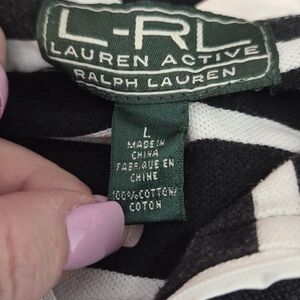 L-RL
LAUREN ACTIVE
RALPH LAUREN
L
MADE IN
CHINA
FABRIQUE EN
CHINE
100%COTTON/
COTON